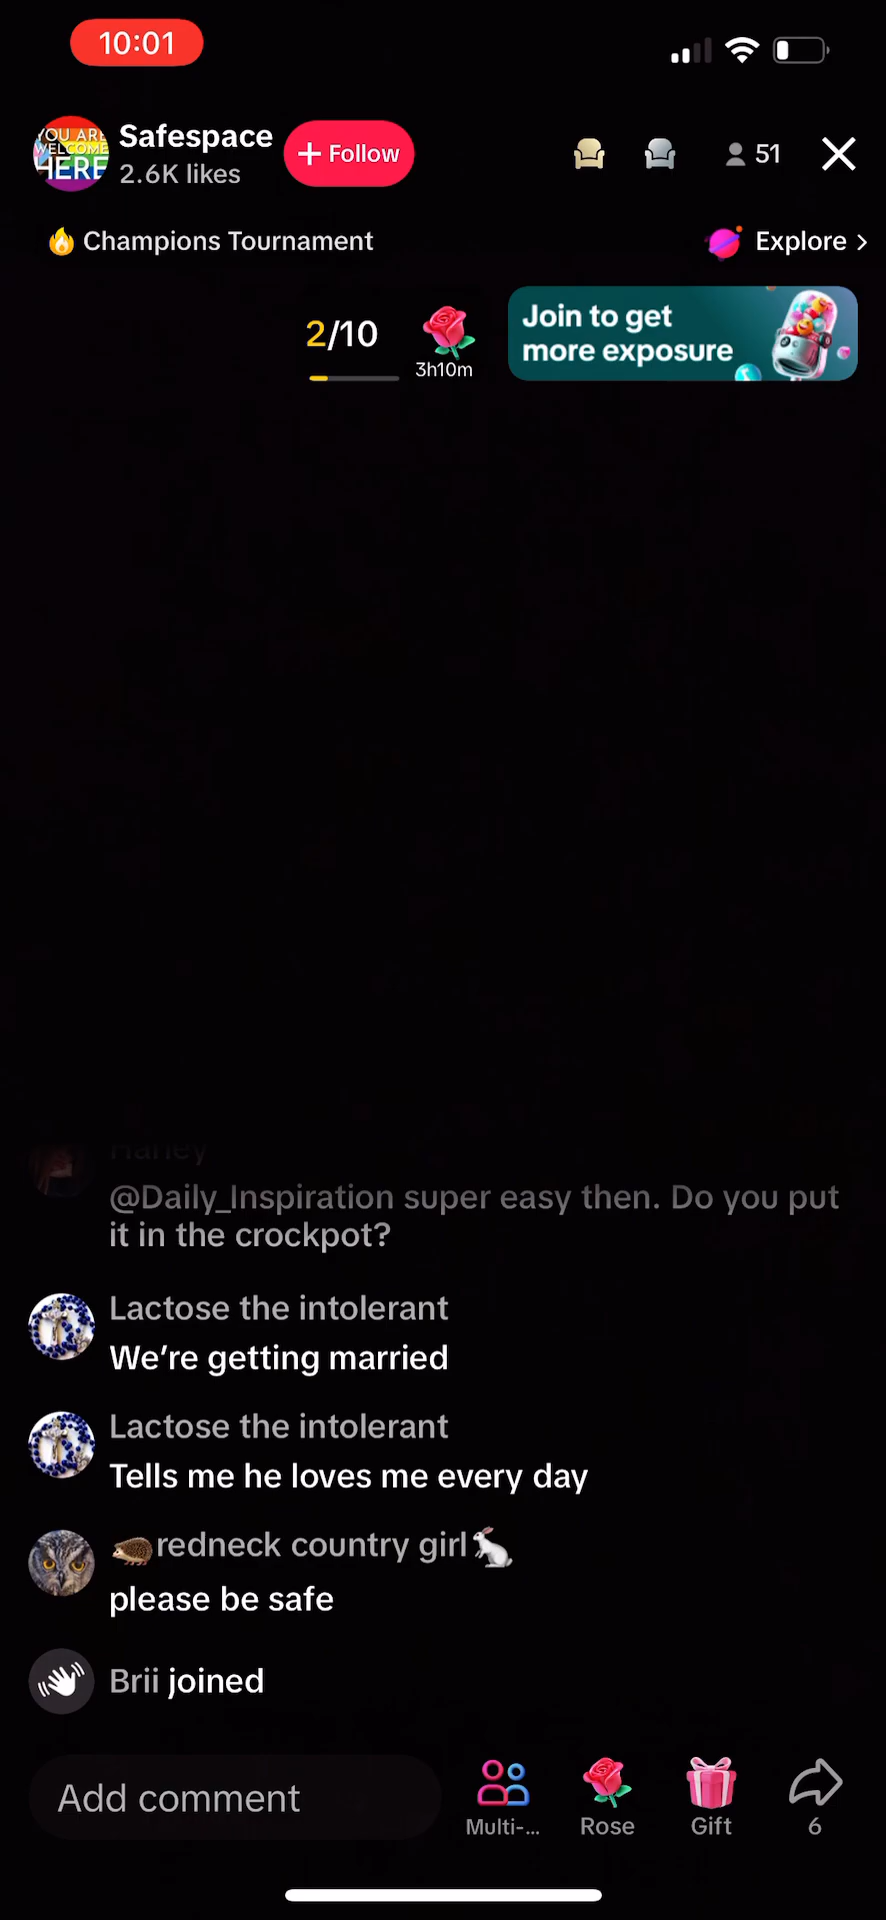 10:01
YOU ARE
WELCOME
HERE
Safespace
2.6K likes
+ Follow
51
Champions Tournament
Explore >
2/10
3h10m
Join to get
more exposure
Harley
@Daily_Inspiration super easy then. Do you put
it in the crockpot?
Lactose the intolerant
We’re getting married
Lactose the intolerant
Tells me he loves me every day
redneck country girl
please be safe
Brii joined
Add comment
Multi-...
Rose
Gift
6